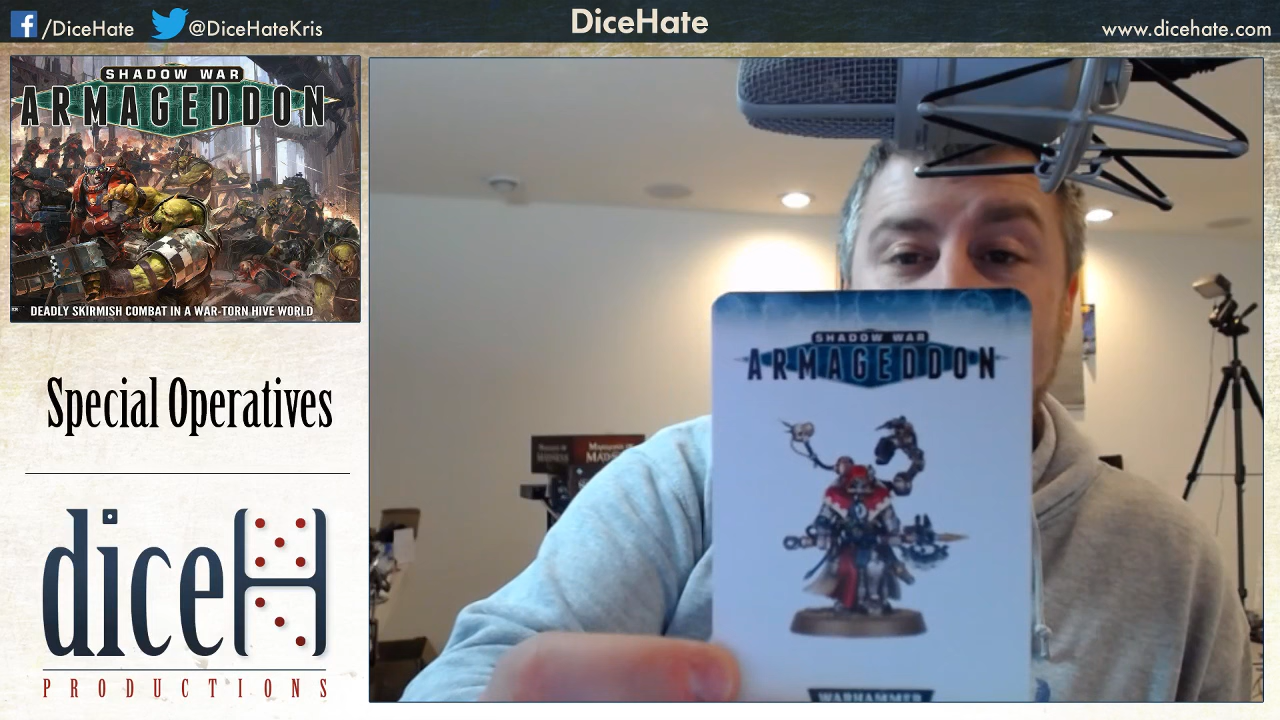 /DiceHate
@DiceHateKris
DiceHate
www.dicehate.com
SHADOW WAR
ARMAGEDDON
DEADLY SKIRMISH COMBAT IN A WAR-TORN HIVE WORLD
Special Operatives
diceH
PRODUCTIONS
SHADOW WAR
ARMAGEDDON
WARHAMMER
MADNESS